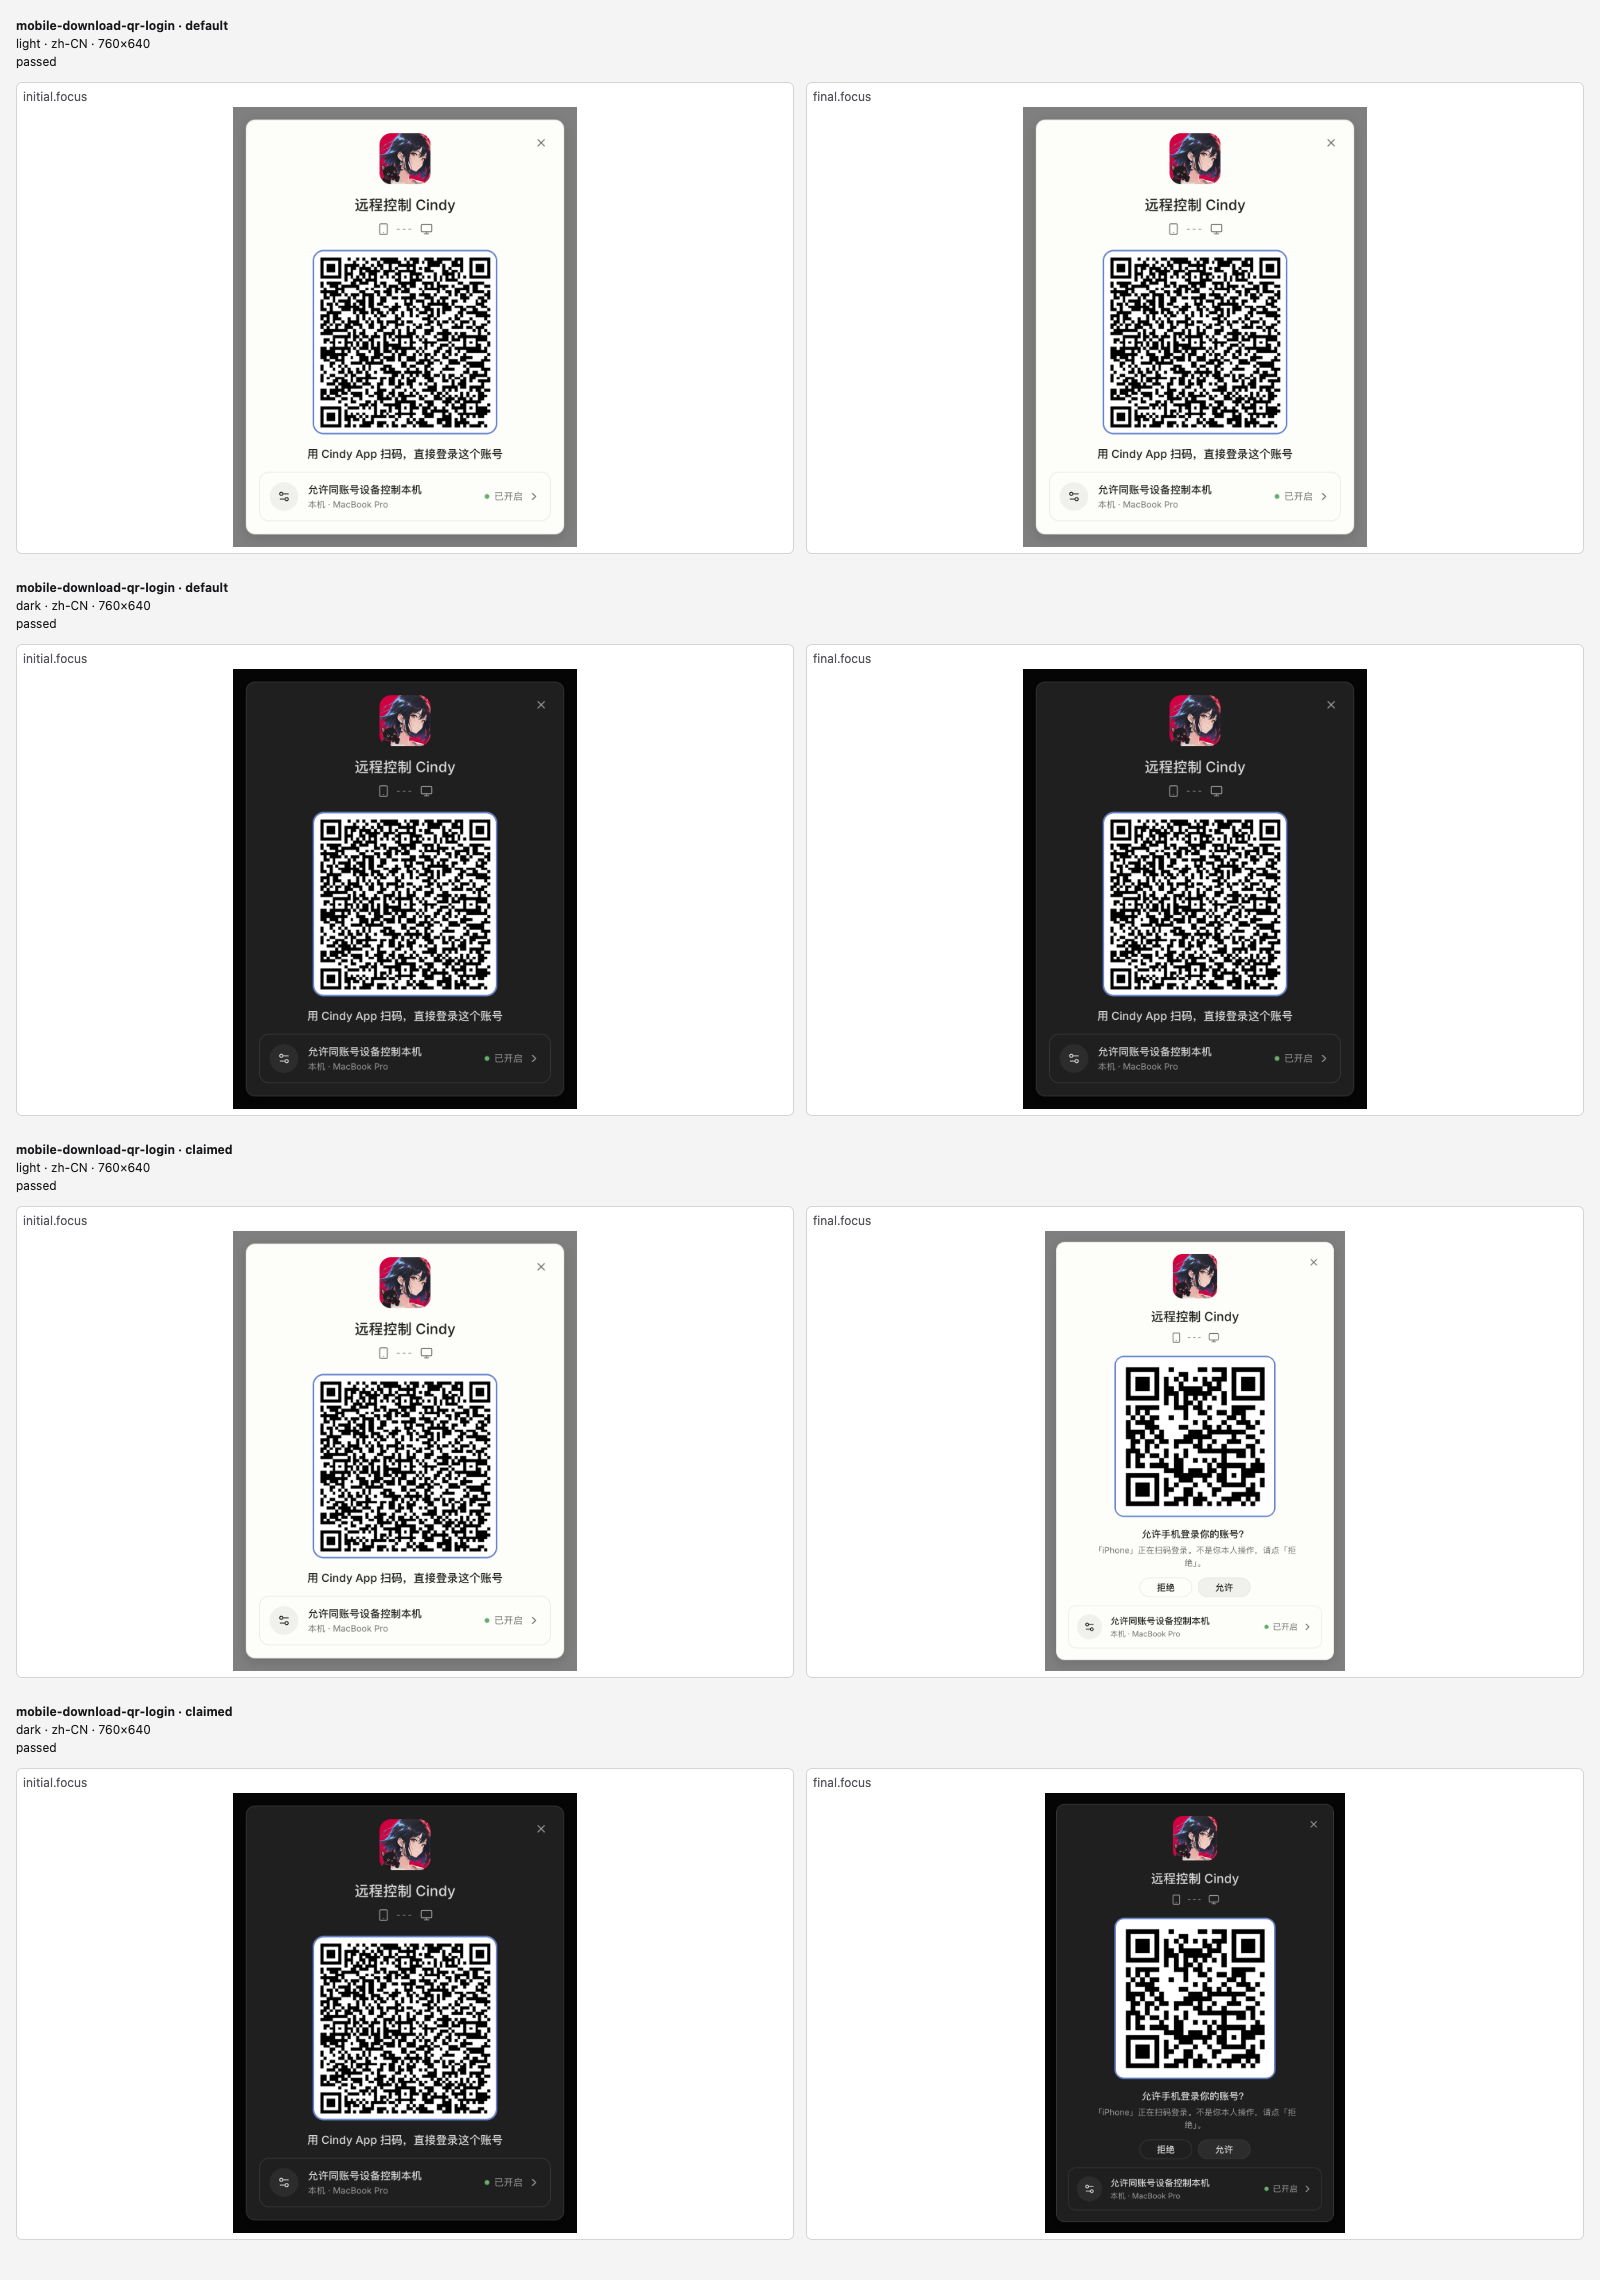 mobile-download-qr-login · default
light · zh-CN · 760×640
passed
initial.focus
远程控制 Cindy
用 Cindy App 扫码，直接登录这个账号
允许同账号设备控制本机
已开启
本机 · MacBook Pro
final.focus
远程控制 Cindy
用 Cindy App 扫码，直接登录这个账号
允许同账号设备控制本机
已开启
本机 · MacBook Pro
mobile-download-qr-login · default
dark · zh-CN · 760×640
passed
initial.focus
远程控制 Cindy
用 Cindy App 扫码，直接登录这个账号
允许同账号设备控制本机
已开启
本机 · MacBook Pro
final.focus
远程控制 Cindy
用 Cindy App 扫码，直接登录这个账号
允许同账号设备控制本机
已开启
本机 · MacBook Pro
mobile-download-qr-login · claimed
light · zh-CN · 760×640
passed
initial.focus
远程控制 Cindy
用 Cindy App 扫码，直接登录这个账号
允许同账号设备控制本机
已开启
本机 · MacBook Pro
final.focus
远程控制 Cindy
允许手机登录你的账号？
「iPhone」正在扫码登录。不是你本人操作，请点「拒
绝」。
拒绝
允许
允许同账号设备控制本机
已开启
本机 · MacBook Pro
mobile-download-qr-login · claimed
dark · zh-CN · 760×640
passed
initial.focus
远程控制 Cindy
用 Cindy App 扫码，直接登录这个账号
允许同账号设备控制本机
已开启
本机 · MacBook Pro
final.focus
远程控制 Cindy
允许手机登录你的账号？
「iPhone」正在扫码登录。不是你本人操作，请点「拒
绝」。
拒绝
允许
允许同账号设备控制本机
已开启
本机 · MacBook Pro